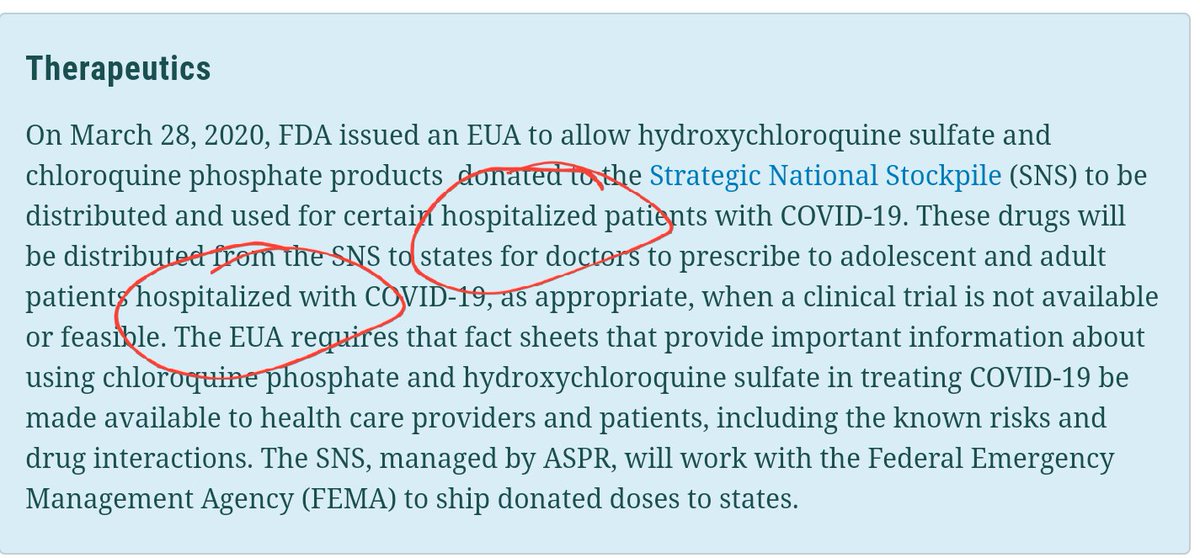 Therapeutics
On March 28, 2020, FDA issued an EUA to allow hydroxychloroquine sulfate and
chloroquine phosphate products donated to the Strategic National Stockpile (SNS) to be
distributed and used for certain hospitalized patients with COVID-19. These drugs will
be distributed from the SNS to states for doctors to prescribe to adolescent and adult
patients hospitalized with COVID-19, as appropriate, when a clinical trial is not available
or feasible. The EUA requires that fact sheets that provide important information about
using chloroquine phosphate and hydroxychloroquine sulfate in treating COVID-19 be
made available to health care providers and patients, including the known risks and
drug interactions. The SNS, managed by ASPR, will work with the Federal Emergency
Management Agency (FEMA) to ship donated doses to states.